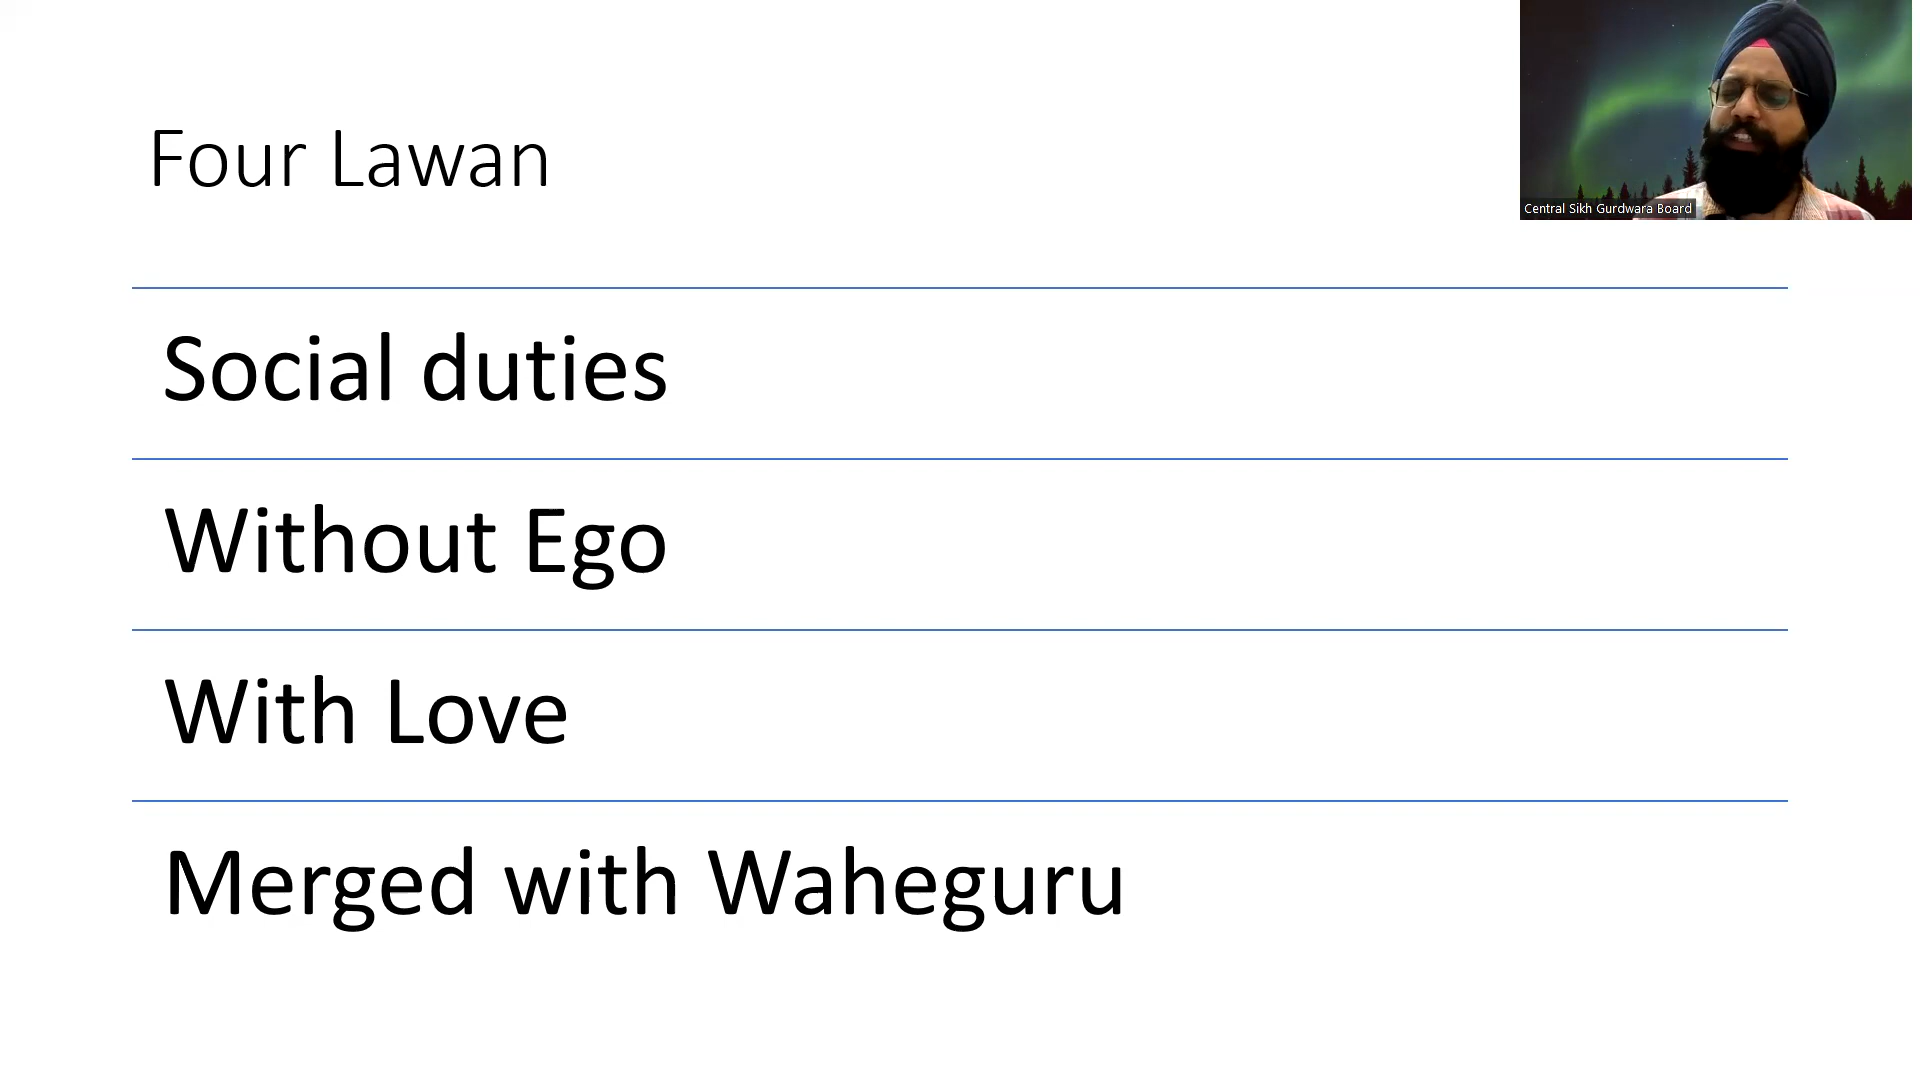 Four Lawan
Central Sikh Gurdwara Board
Social duties
Without Ego
With Love
Merged with Waheguru